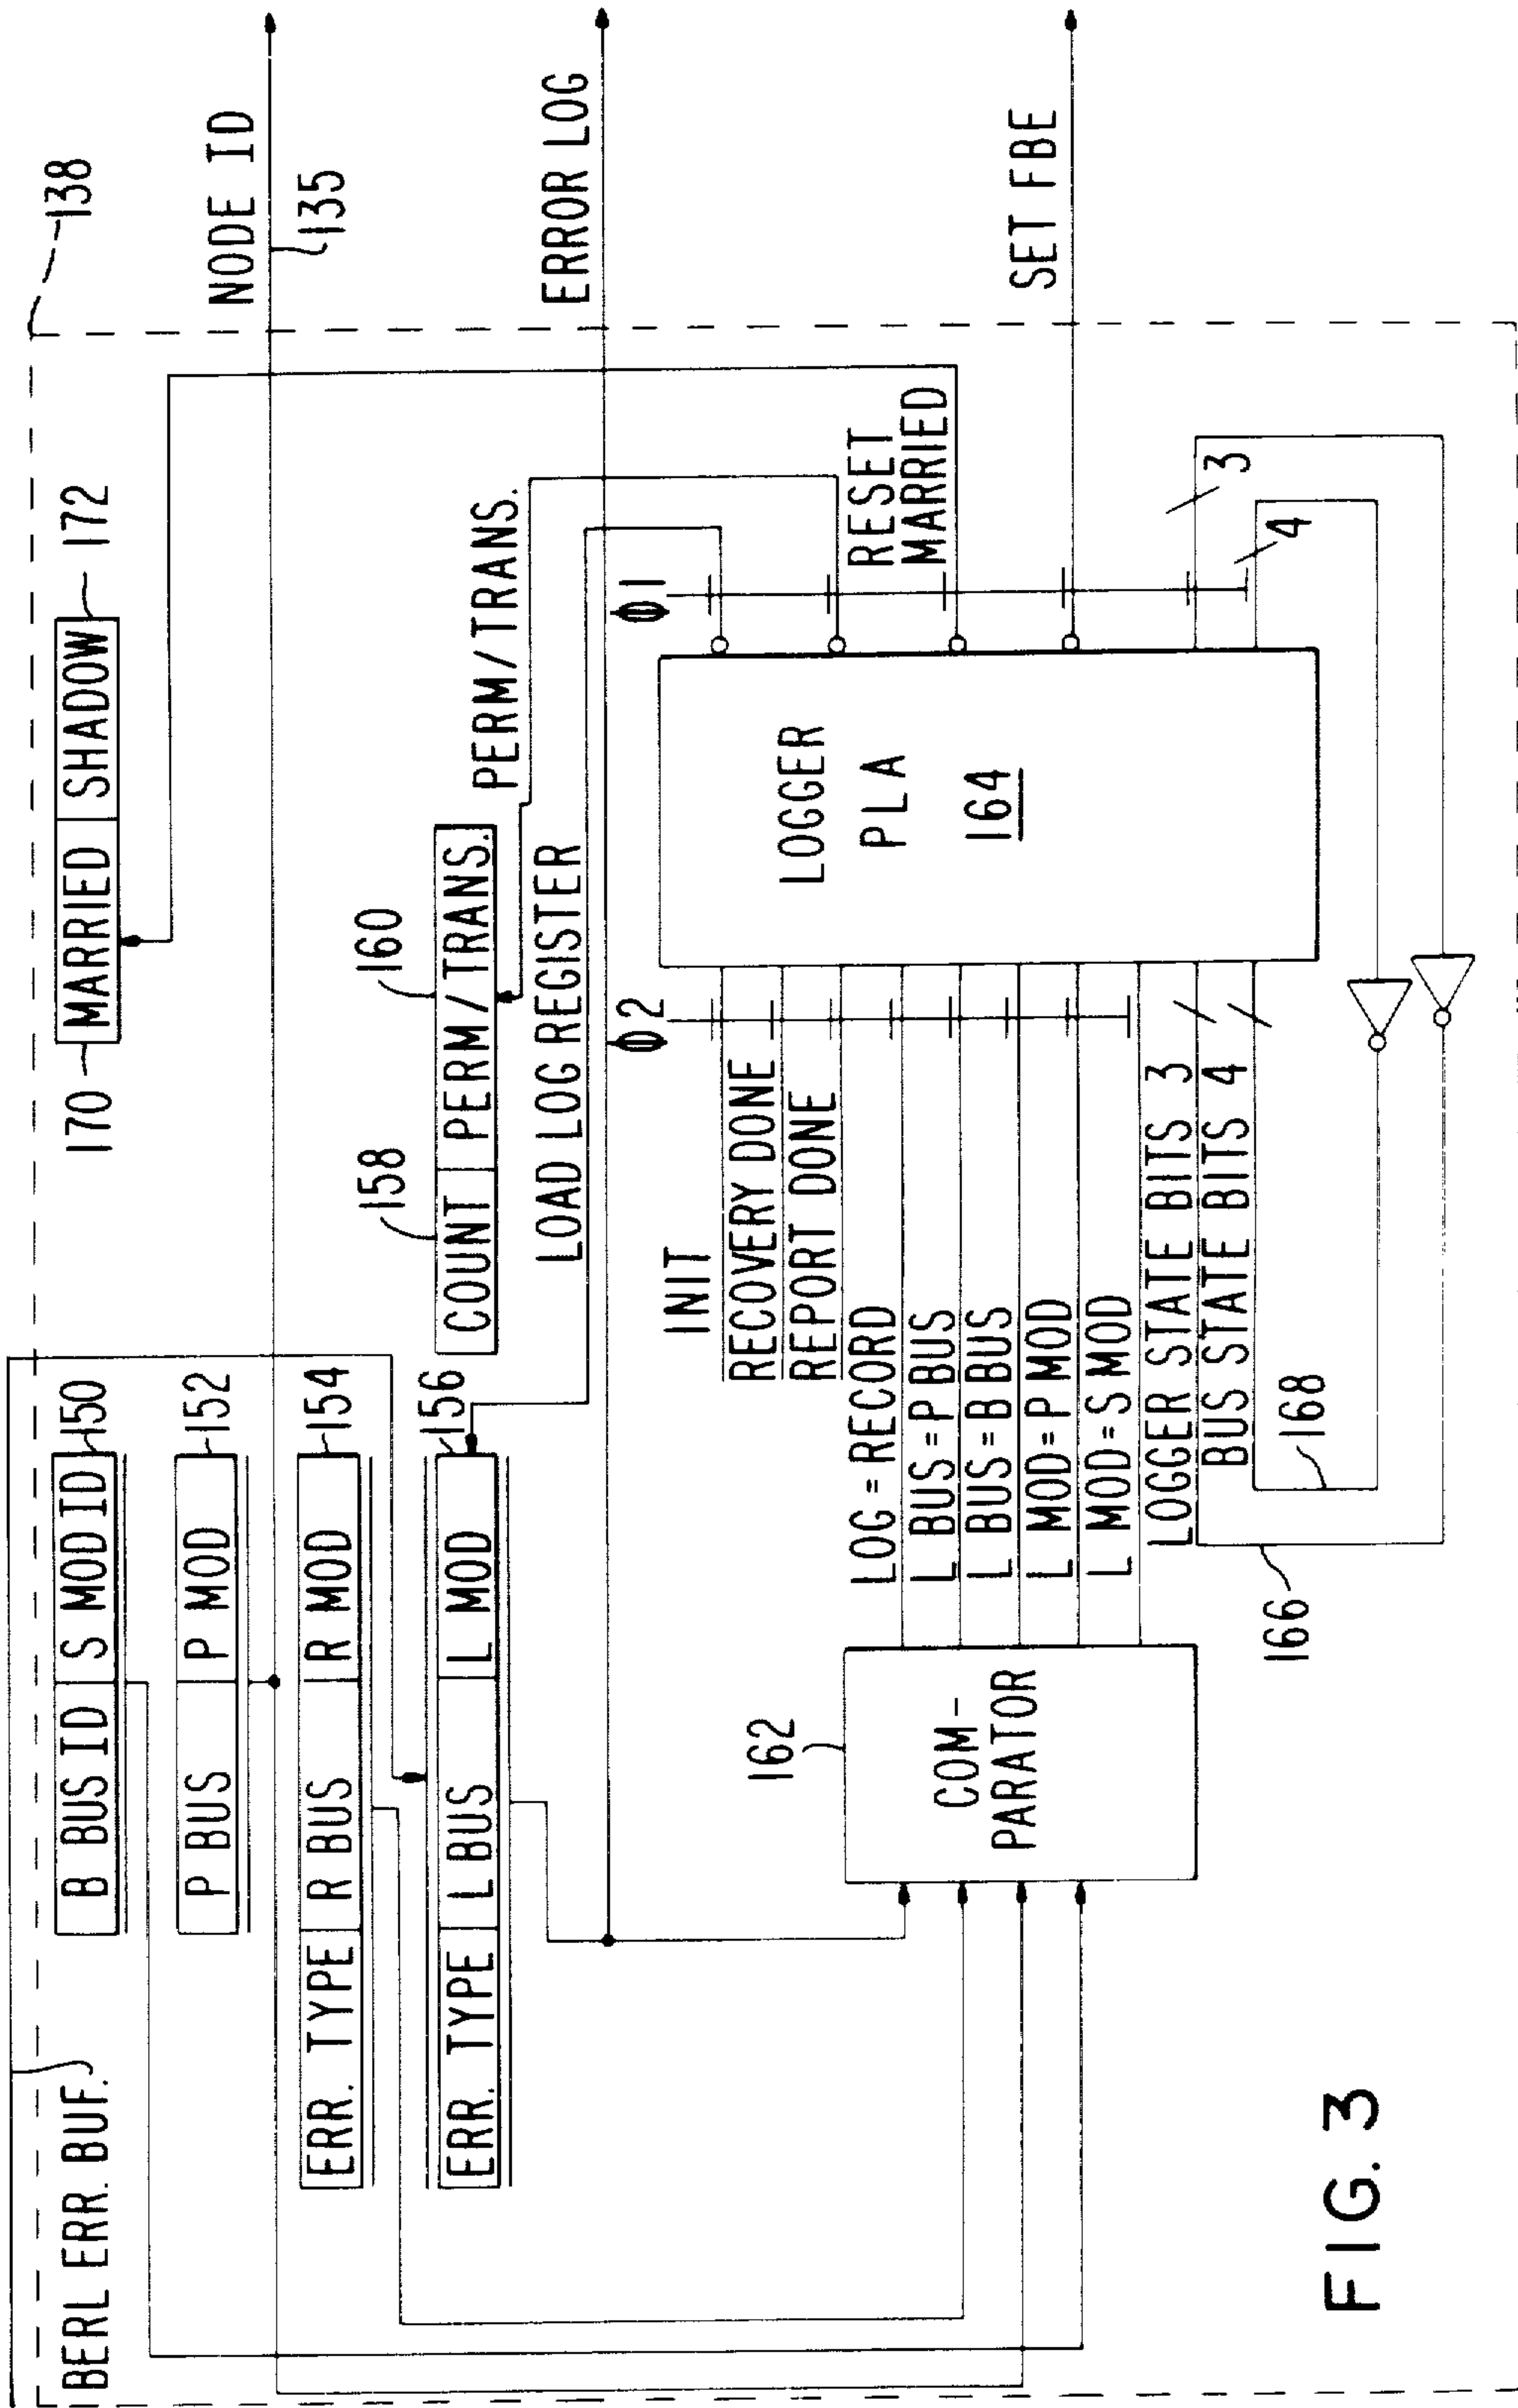 BERL ERR. BUF.
138
B BUS ID S MOD ID 150
170 MARRIED SHADOW 172
P BUS P MOD 152
NODE ID
135
ERR. TYPE R BUS R MOD 154
ERR. TYPE L BUS L MOD 156
158
160
COUNT PERM/TRANS.
PERM/TRANS.
LOAD LOG REGISTER
ERROR LOG
Ø2
Ø1
INIT
RECOVERY DONE
REPORT DONE
LOG = RECORD
L BUS = P BUS
L BUS = B BUS
L MOD = P MOD
L MOD = S MOD
LOGGER STATE BITS 3
BUS STATE BITS 4
162
COM-
PARATOR
LOGGER
PLA
164
RESET
MARRIED
SET FBE
3
4
166
168
FIG. 3